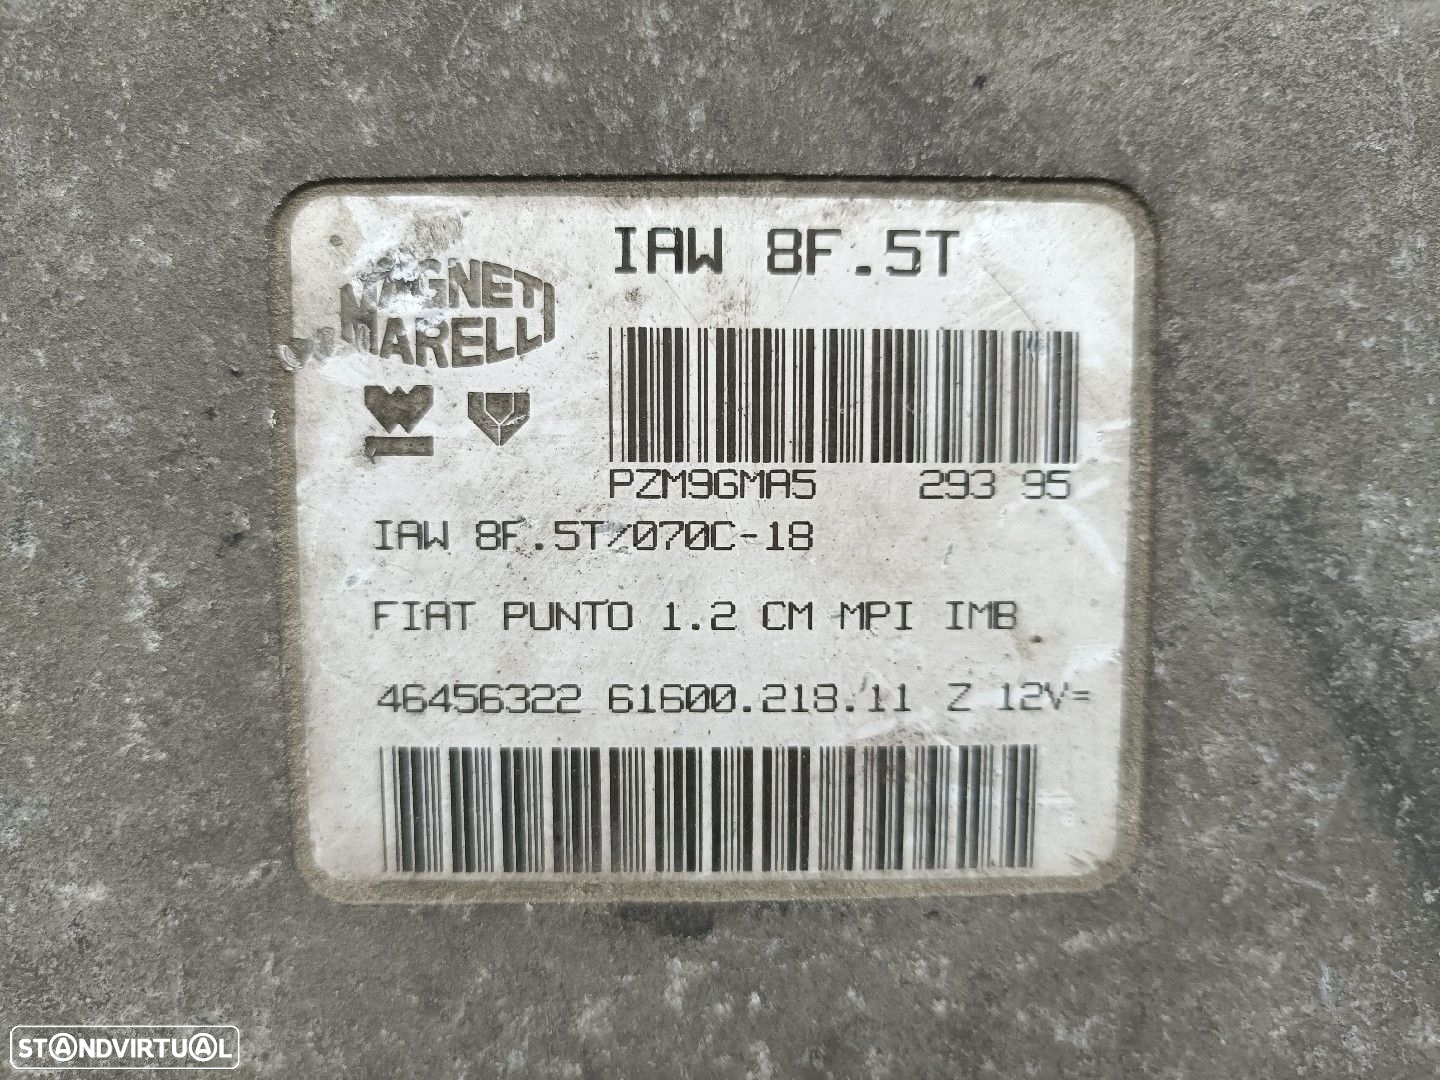 IAW 8F.5T
MAGNETI
MARELLI
PZM9GMA5 293 95
IAW 8F.5T/070C-18
FIAT PUNTO 1.2 CM MPI IMB
46456322 61600.218.11 Z 12V=
STANDVIRTUAL